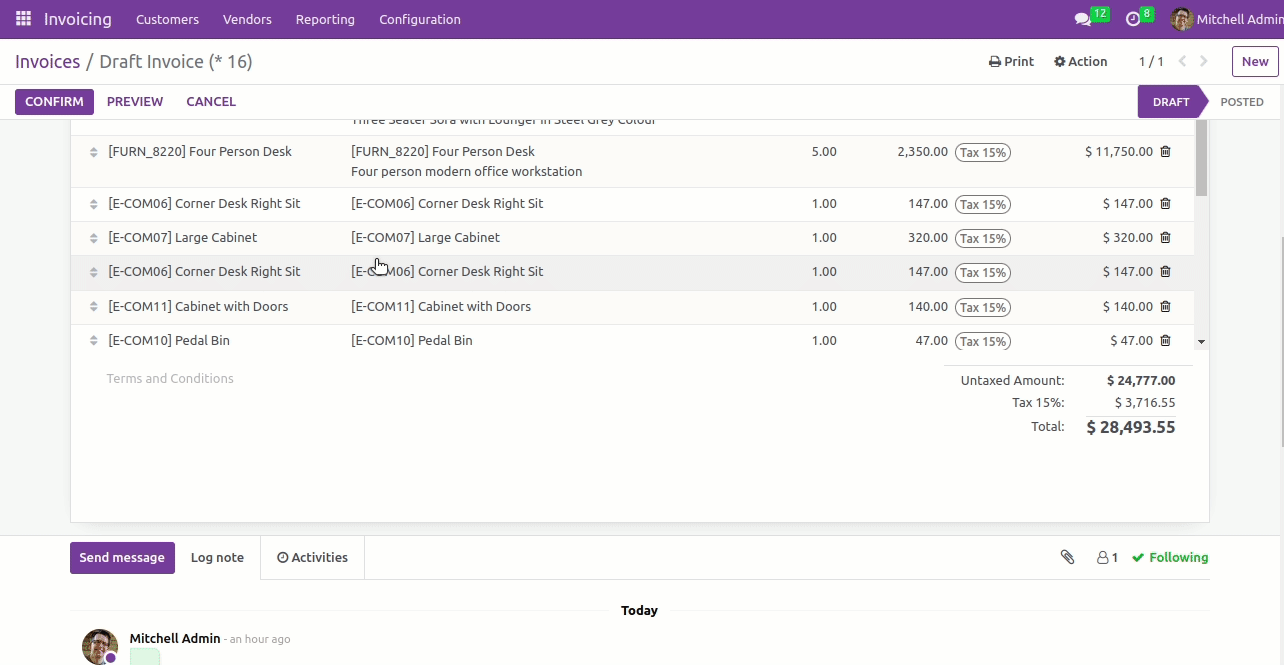 Invoicing Customers Vendors Reporting Configuration 12 8 Mitchell Admin
Invoices / Draft Invoice (* 16) Print Action 1 / 1 New
CONFIRM PREVIEW CANCEL DRAFT POSTED
Three Seater Sofa with Lounger in Steel Grey Colour
[FURN_8220] Four Person Desk [FURN_8220] Four Person Desk 5.00 2,350.00 Tax 15% $ 11,750.00
Four person modern office workstation
[E-COM06] Corner Desk Right Sit [E-COM06] Corner Desk Right Sit 1.00 147.00 Tax 15% $ 147.00
[E-COM07] Large Cabinet [E-COM07] Large Cabinet 1.00 320.00 Tax 15% $ 320.00
[E-COM06] Corner Desk Right Sit [E-COM06] Corner Desk Right Sit 1.00 147.00 Tax 15% $ 147.00
[E-COM11] Cabinet with Doors [E-COM11] Cabinet with Doors 1.00 140.00 Tax 15% $ 140.00
[E-COM10] Pedal Bin [E-COM10] Pedal Bin 1.00 47.00 Tax 15% $ 47.00
Terms and Conditions Untaxed Amount: $ 24,777.00
Tax 15%: $ 3,716.55
Total: $ 28,493.55
Send message Log note Activities 1 Following
Today
Mitchell Admin - an hour ago